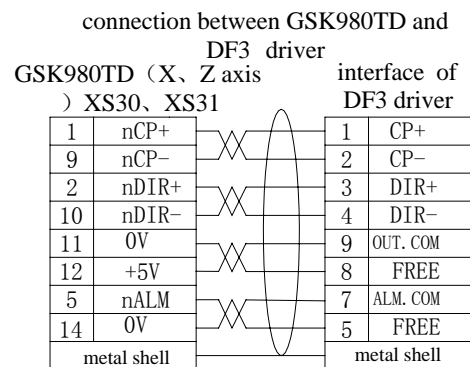 connection between GSK980TD and
DF3 driver
GSK980TD（X、Z axis
）XS30、XS31
interface of
DF3 driver
1 nCP+ 1 CP+
9 nCP− 2 CP−
2 nDIR+ 3 DIR+
10 nDIR− 4 DIR−
11 0V 9 OUT. COM
12 +5V 8 FREE
5 nALM 7 ALM. COM
14 0V 5 FREE
metal shell metal shell